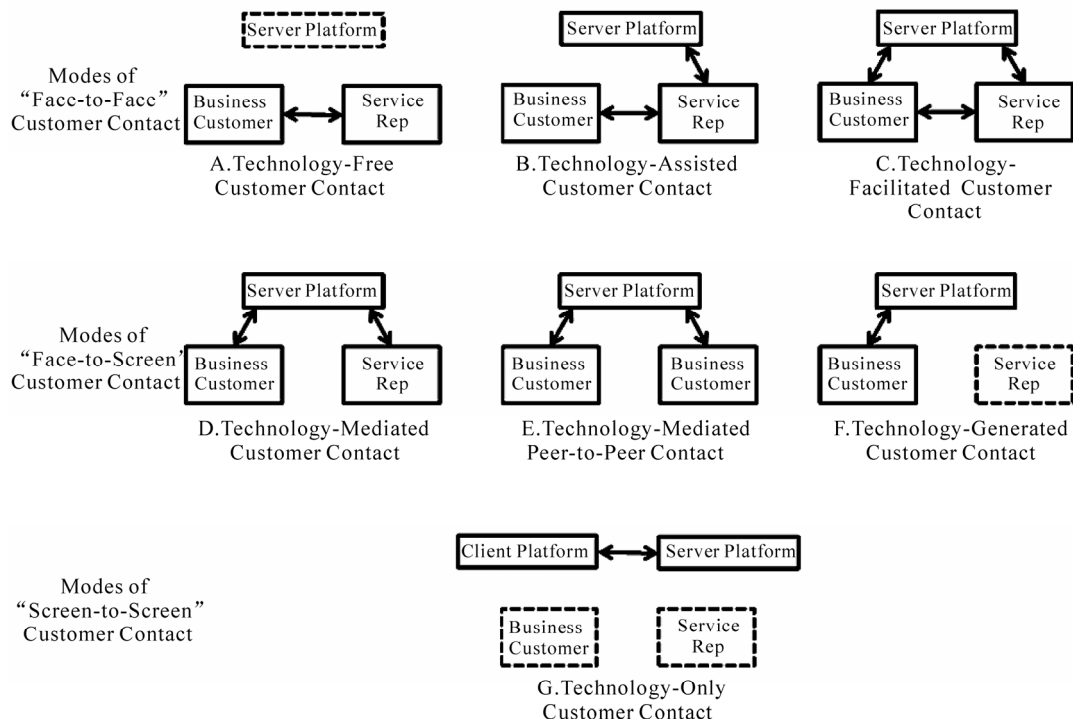 Server Platform
Server Platform
Server Platform
Modes of
“Facc-to-Facc”
Customer Contact
Business
Customer
Service
Rep
Business
Customer
Service
Rep
Business
Customer
Service
Rep
A.Technology-Free
Customer Contact
B.Technology-Assisted
Customer Contact
C.Technology-
Facilitated Customer
Contact
Server Platform
Server Platform
Server Platform
Modes of
“Face-to-Screen’
Customer Contact
Business
Customer
Service
Rep
Business
Customer
Business
Customer
Business
Customer
Service
Rep
D.Technology-Mediated
Customer Contact
E.Technology-Mediated
Peer-to-Peer Contact
F.Technology-Generated
Customer Contact
Client Platform
Server Platform
Modes of
“Screen-to-Screen”
Customer Contact
Business
Customer
Service
Rep
G.Technology-Only
Customer Contact